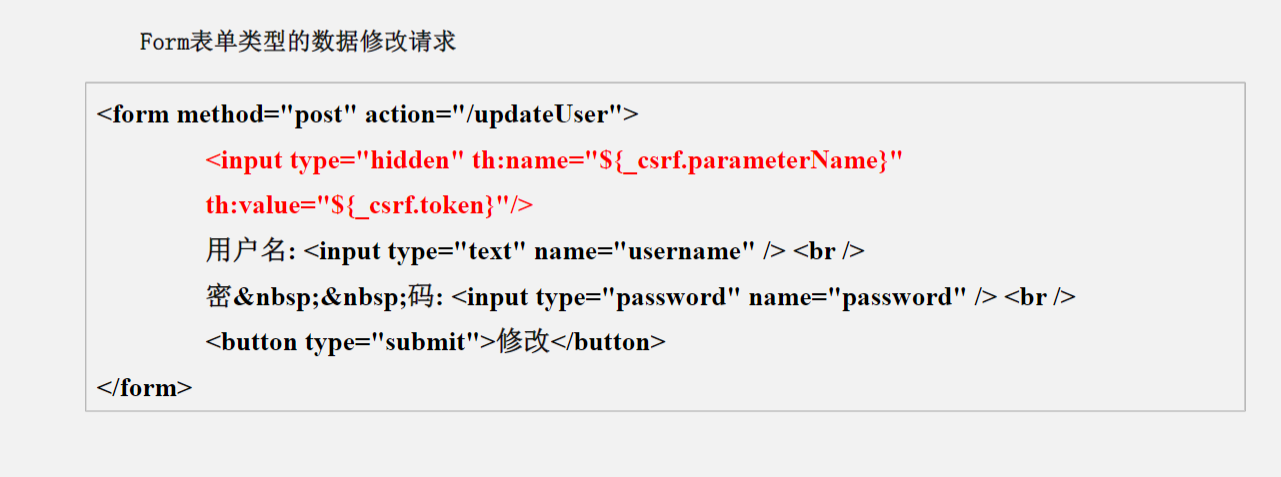 Form表单类型的数据修改请求
<form method="post" action="/updateUser">
<input type="hidden" th:name="${_csrf.parameterName}"
th:value="${_csrf.token}"/>
用户名: <input type="text" name="username" /> <br />
密&nbsp;&nbsp;码: <input type="password" name="password" /> <br />
<button type="submit">修改</button>
</form>